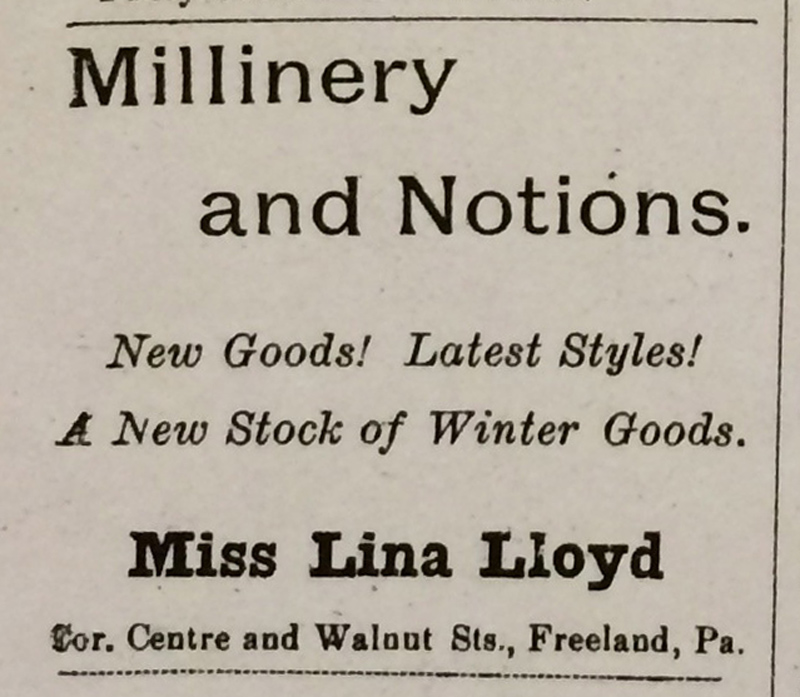 Millinery
and Notions.
New Goods! Latest Styles!
A New Stock of Winter Goods.
Miss Lina Lloyd
Cor. Centre and Walnut Sts., Freeland, Pa.